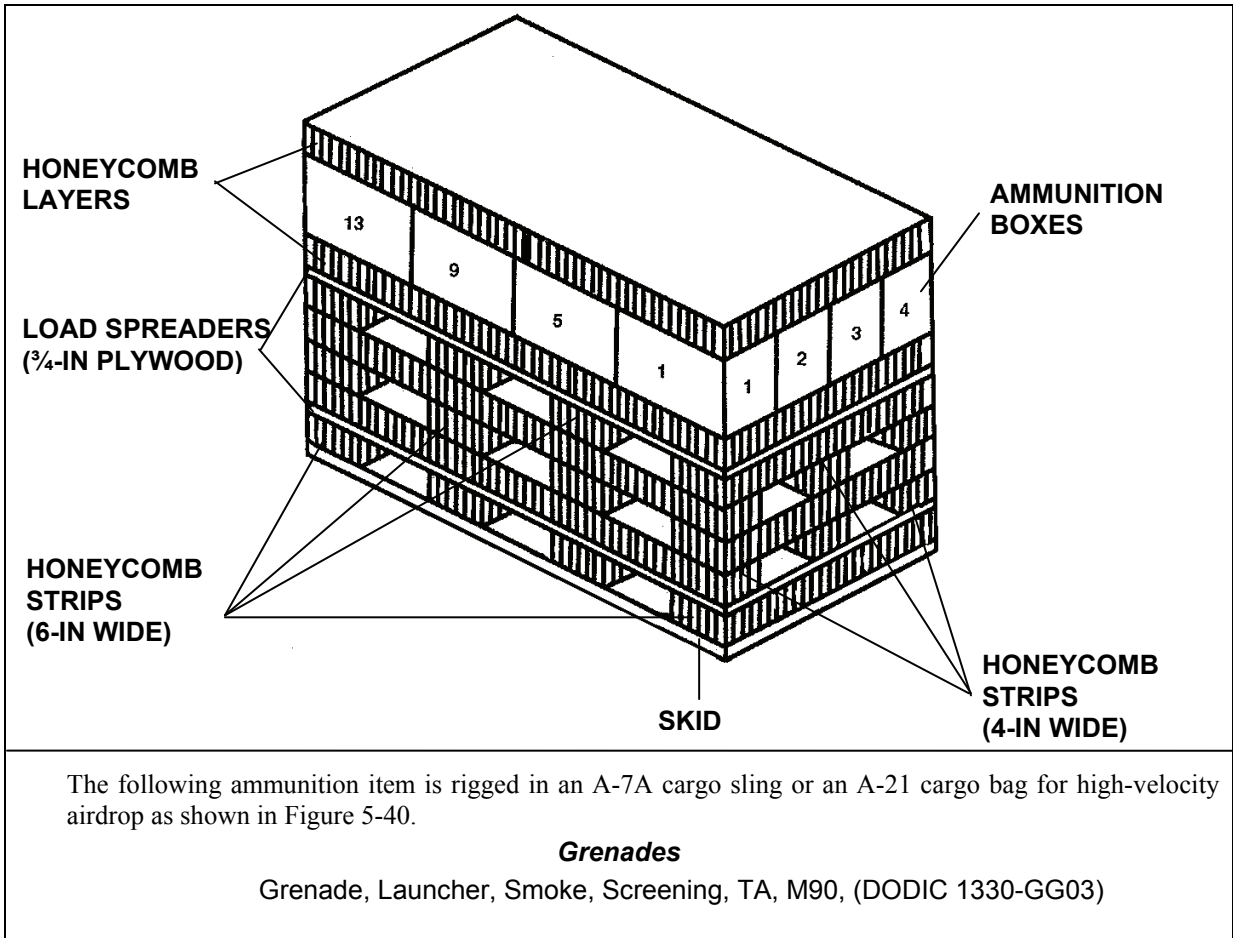 HONEYCOMB
LAYERS
LOAD SPREADERS
(¾-IN PLYWOOD)
HONEYCOMB
STRIPS
(6-IN WIDE)
13
9
5
1
1
2
3
4
AMMUNITION
BOXES
SKID
HONEYCOMB
STRIPS
(4-IN WIDE)
The following ammunition item is rigged in an A-7A cargo sling or an A-21 cargo bag for high-velocity
airdrop as shown in Figure 5-40.
Grenades
Grenade, Launcher, Smoke, Screening, TA, M90, (DODIC 1330-GG03)